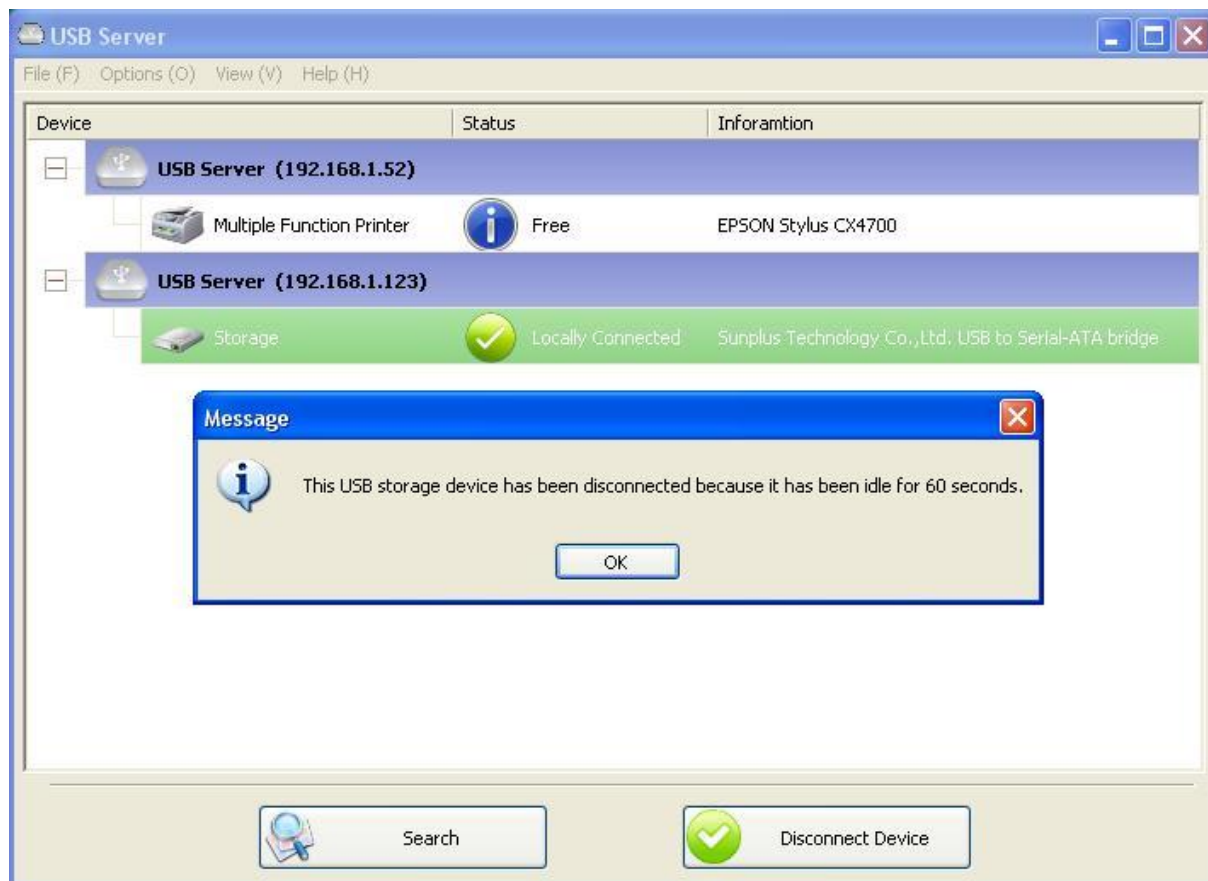 USB Server
File (F) Options (O) View (V) Help (H)
Device Status Inforamtion
USB Server (192.168.1.52)
Multiple Function Printer Free EPSON Stylus CX4700
USB Server (192.168.1.123)
Storage Locally Connected Sunplus Technology Co.,Ltd. USB to Serial-ATA bridge
Message
This USB storage device has been disconnected because it has been idle for 60 seconds.
OK
Search Disconnect Device